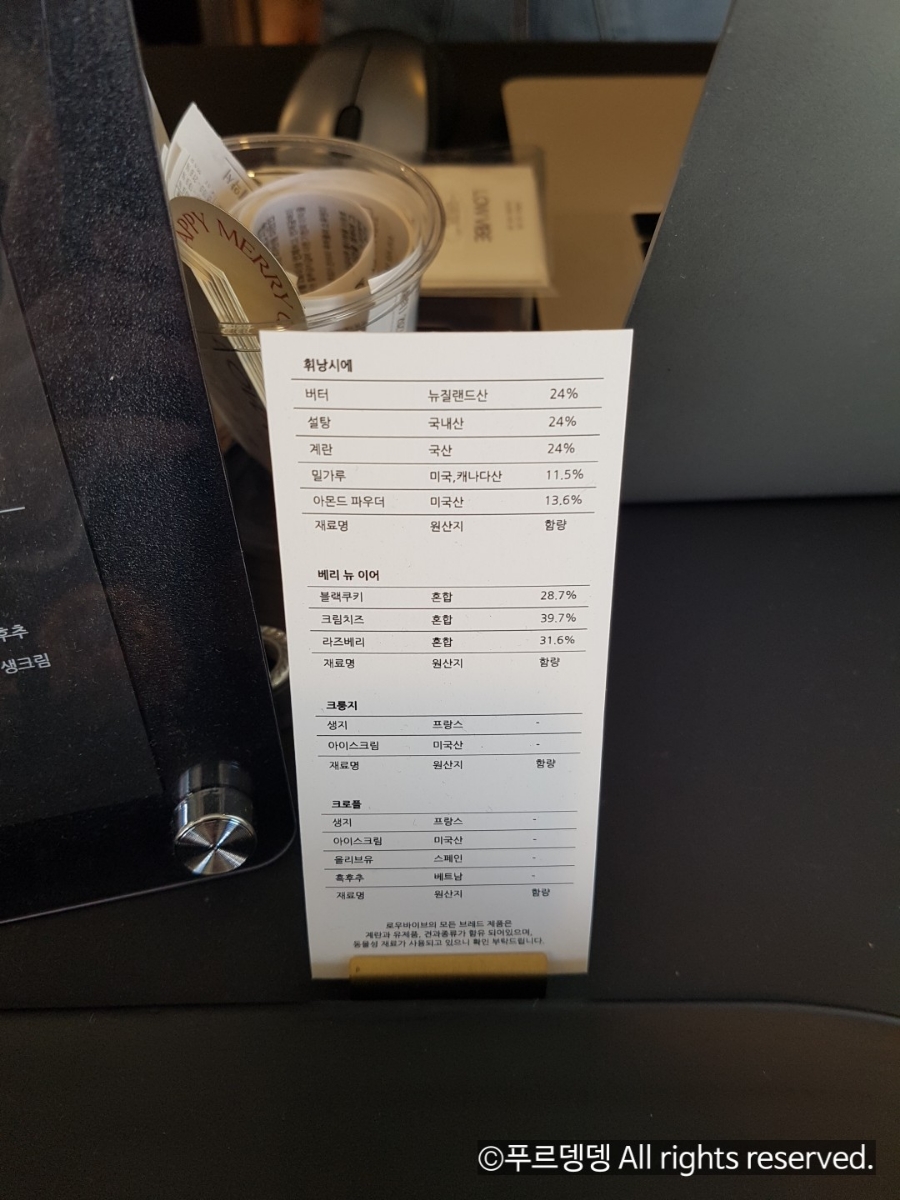 APPY MERRY
LOW VIBE
후추
생크림
휘낭시에
버터 뉴질랜드산 24%
설탕 국내산 24%
계란 국산 24%
밀가루 미국,캐나다산 11.5%
아몬드 파우더 미국산 13.6%
재료명 원산지 함량
베리 뉴 이어
블랙쿠키 혼합 28.7%
크림치즈 혼합 39.7%
라즈베리 혼합 31.6%
재료명 원산지 함량
크룽지
생지 프랑스 -
아이스크림 미국산 -
재료명 원산지 함량
크로플
생지 프랑스 -
아이스크림 미국산 -
올리브유 스페인 -
흑후추 베트남 -
재료명 원산지 함량
로우바이브의 모든 브레드 제품은
계란과 유제품, 견과종류가 함유 되어있으며,
동물성 재료가 사용되고 있으니 확인 부탁드립니다.
©푸르뎅뎅 All rights reserved.